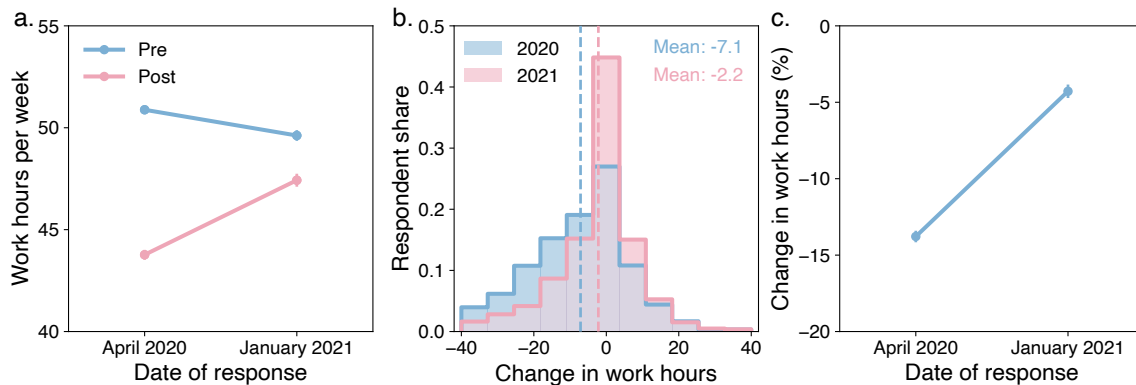 a.
Work hours per week
55
50
45
40
Pre
Post
April 2020
January 2021
Date of response
b.
Respondent share
0.5
0.4
0.3
0.2
0.1
0.0
2020
2021
Mean: -7.1
Mean: -2.2
−40
−20
0
20
40
Change in work hours
c.
Change in work hours (%)
0
−5
−10
−15
−20
April 2020
January 2021
Date of response